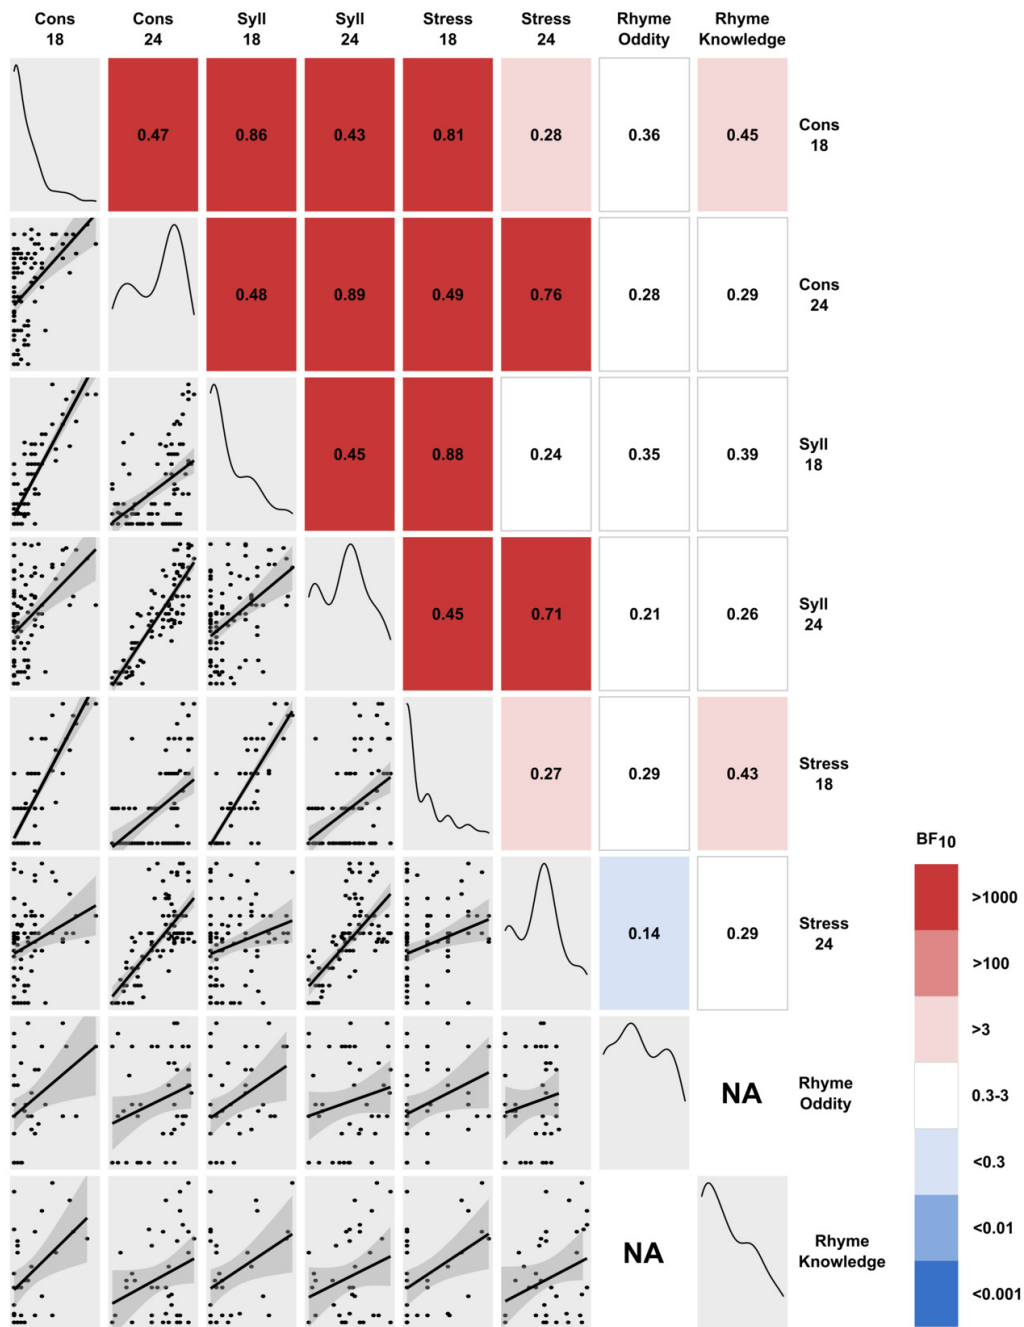 Cons Cons Syll Syll Stress Stress Rhyme Rhyme
18 24 18 24 18 24 Oddity Knowledge
0.47 0.86 0.43 0.81 0.28 0.36 0.45
Cons
18
0.48 0.89 0.49 0.76 0.28 0.29
Cons
24
0.45 0.88 0.24 0.35 0.39
Syll
18
0.45 0.71 0.21 0.26
Syll
24
0.27 0.29 0.43
Stress
18
0.14 0.29
Stress
24
NA
Rhyme
Oddity
NA
Rhyme
Knowledge
BF10
>1000
>100
>3
0.3-3
<0.3
<0.01
<0.001